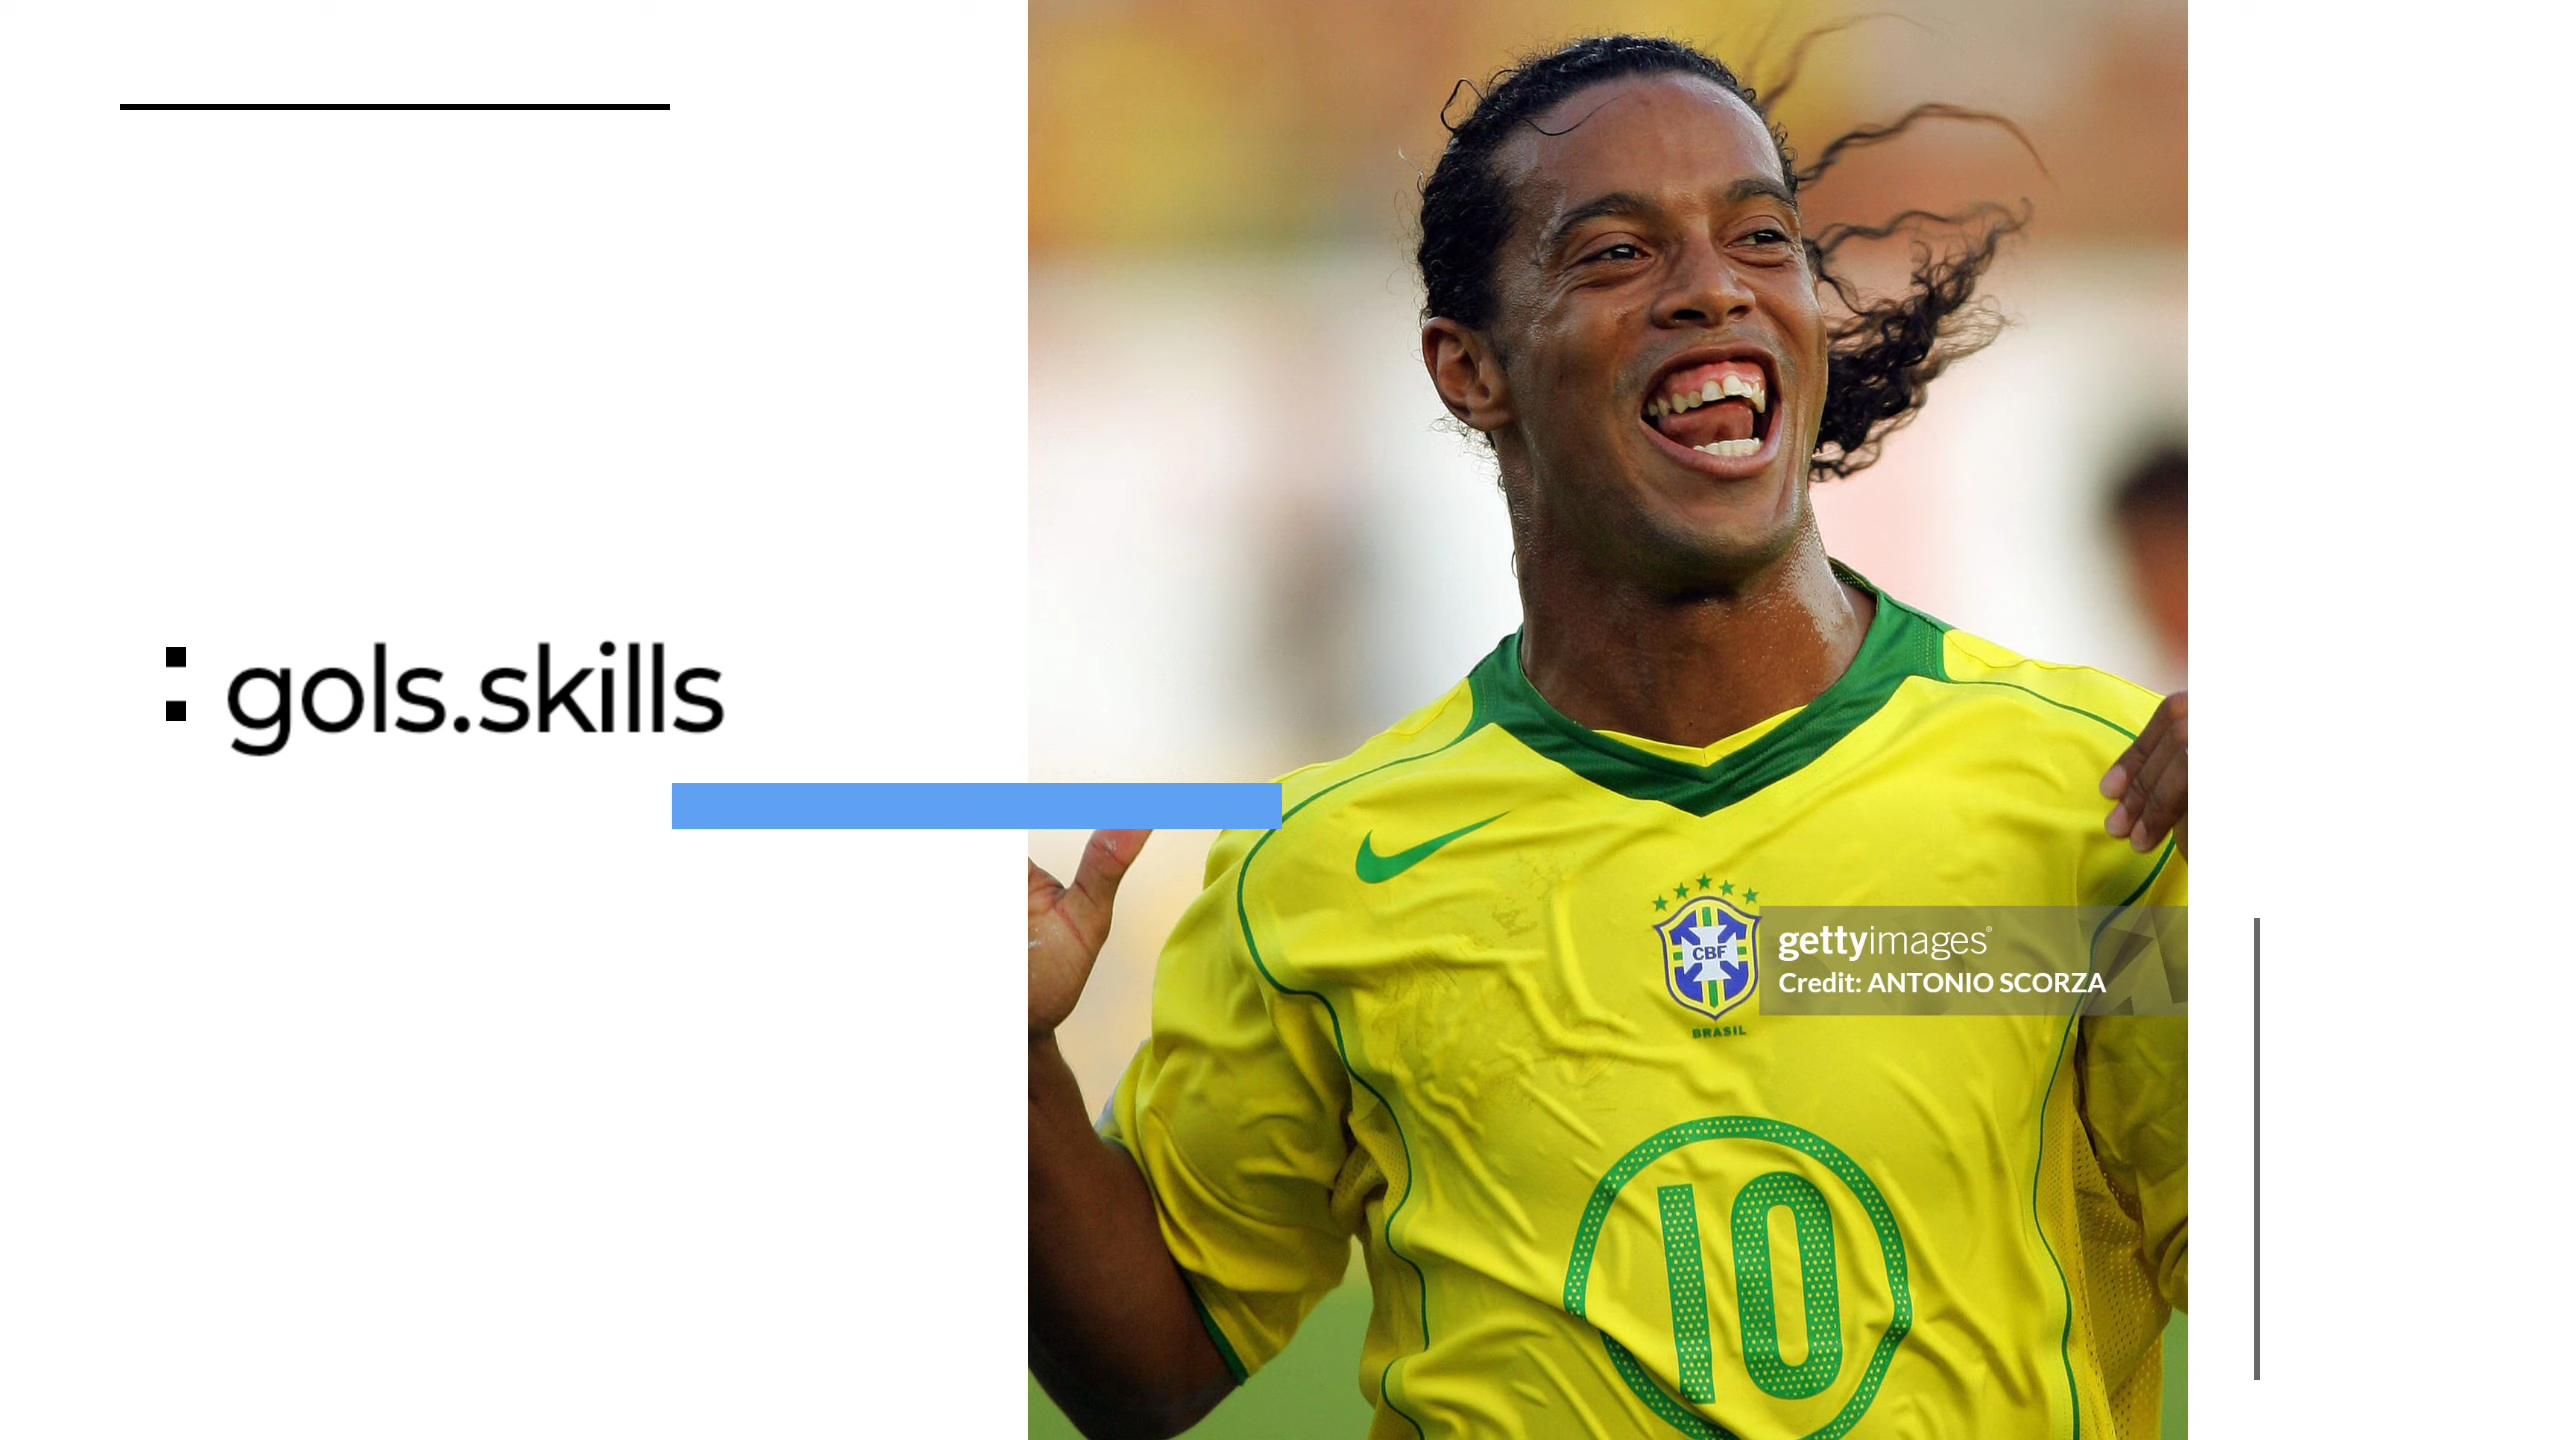 : gols.skills
CBF
BRASIL
gettyimages®
Credit: ANTONIO SCORZA
10